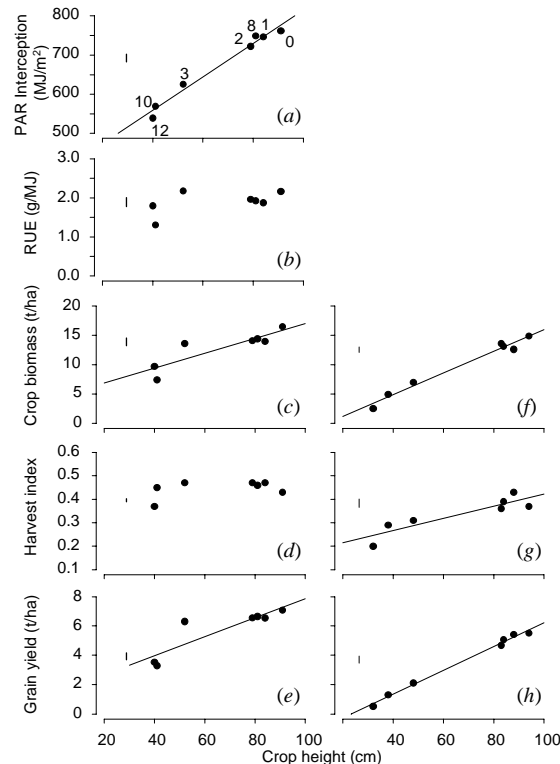 PAR Interception
(MJ/m²)
800
700
600
500
8 1
2 0
3
10
12
(a)
RUE (g/MJ)
3.0
2.0
1.0
0.0
(b)
Crop biomass (t/ha)
20
15
10
5
0
(c)
(f)
Harvest index
0.6
0.5
0.4
0.3
0.2
0.1
(d)
(g)
Grain yield (t/ha)
8
6
4
2
0
(e)
(h)
20 40 60 80 100 40 60 80 100
Crop height (cm)